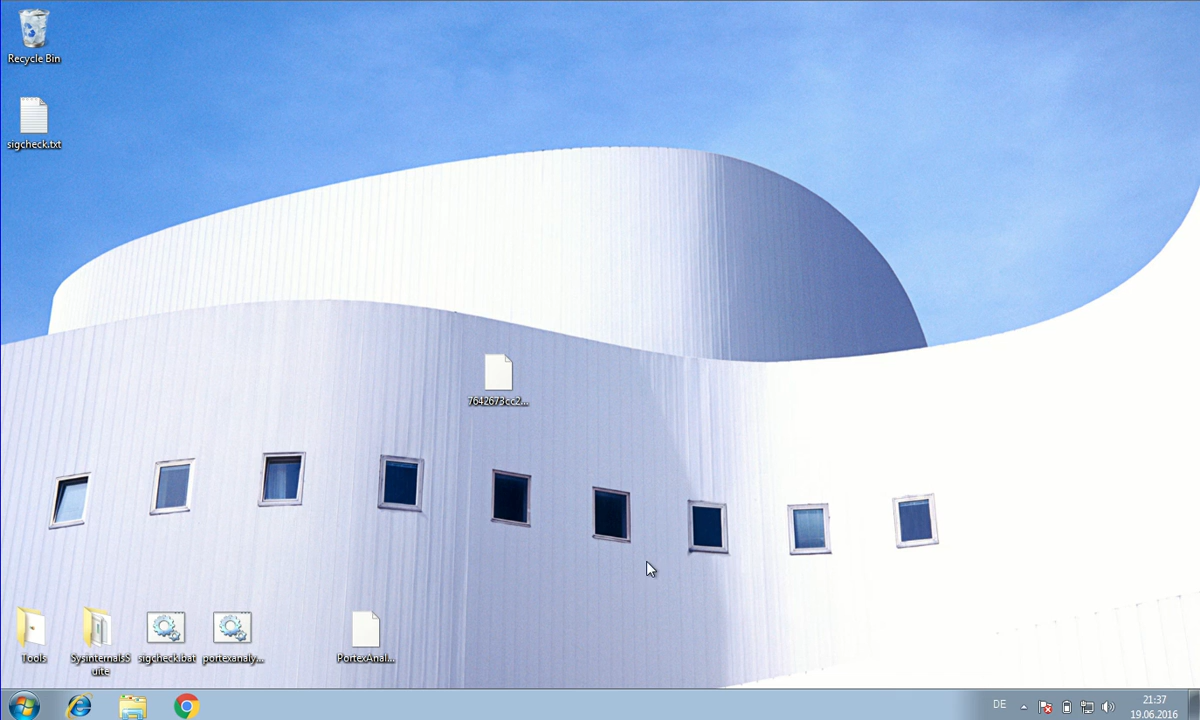 Recycle Bin
sigcheck.txt
7642673cc2...
Tools
SysinternalsS
uite
sigcheck.bat
portexanaly...
PortexAnal...
DE
21:37
19.06.2016